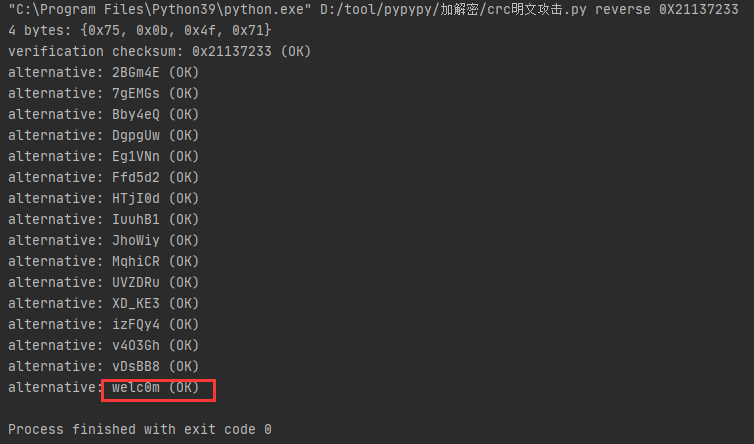 "C:\Program Files\Python39\python.exe" D:/tool/pypypy/加解密/crc明文攻击.py reverse 0X21137233
4 bytes: {0x75, 0x0b, 0x4f, 0x71}
verification checksum: 0x21137233 (OK)
alternative: 2BGm4E (OK)
alternative: 7gEMGs (OK)
alternative: Bby4eQ (OK)
alternative: DgpgUw (OK)
alternative: Eg1VNn (OK)
alternative: Ffd5d2 (OK)
alternative: HTjI0d (OK)
alternative: IuuhB1 (OK)
alternative: JhoWiy (OK)
alternative: MqhiCR (OK)
alternative: UVZDRu (OK)
alternative: XD_KE3 (OK)
alternative: izFQy4 (OK)
alternative: v4O3Gh (OK)
alternative: vDsBB8 (OK)
alternative: welc0m (OK)
Process finished with exit code 0